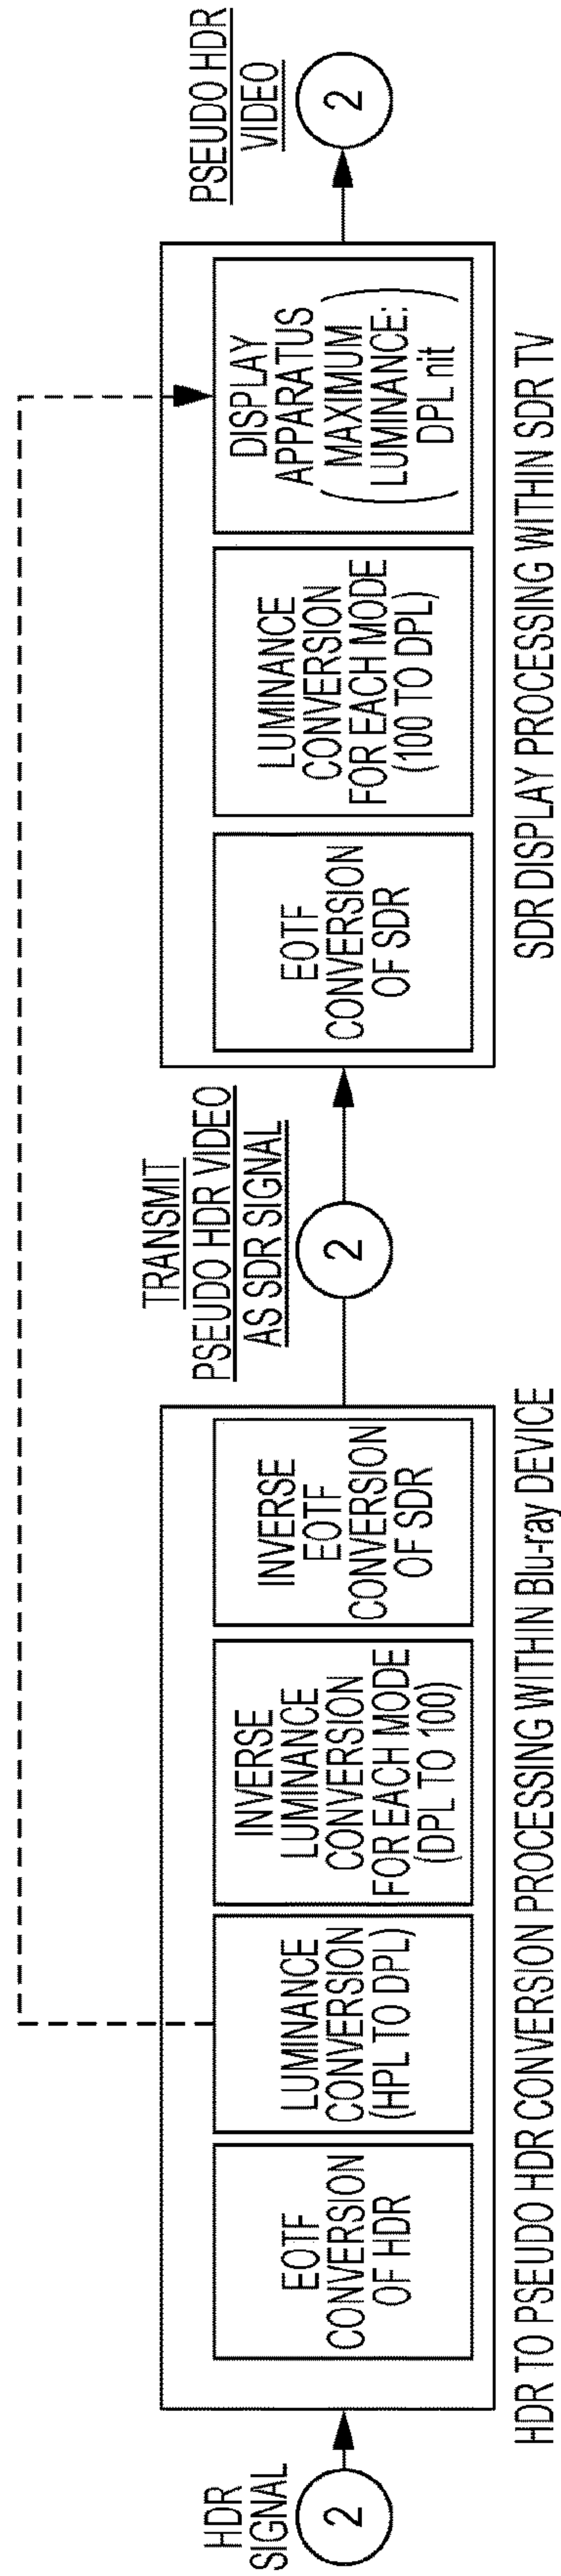 HDR
SIGNAL
2
EOTF
CONVERSION
OF HDR
LUMINANCE
CONVERSION
(HPL TO DPL)
INVERSE
LUMINANCE
CONVERSION
FOR EACH MODE
(DPL TO 100)
INVERSE
EOTF
CONVERSION
OF SDR
HDR TO PSEUDO HDR CONVERSION PROCESSING WITHIN Blu-ray DEVICE
TRANSMIT
PSEUDO HDR VIDEO
AS SDR SIGNAL
2
EOTF
CONVERSION
OF SDR
LUMINANCE
CONVERSION
FOR EACH MODE
(100 TO DPL)
DISPLAY
APPARATUS
(MAXIMUM
LUMINANCE:
DPL nit)
SDR DISPLAY PROCESSING WITHIN SDR TV
PSEUDO HDR
VIDEO
2